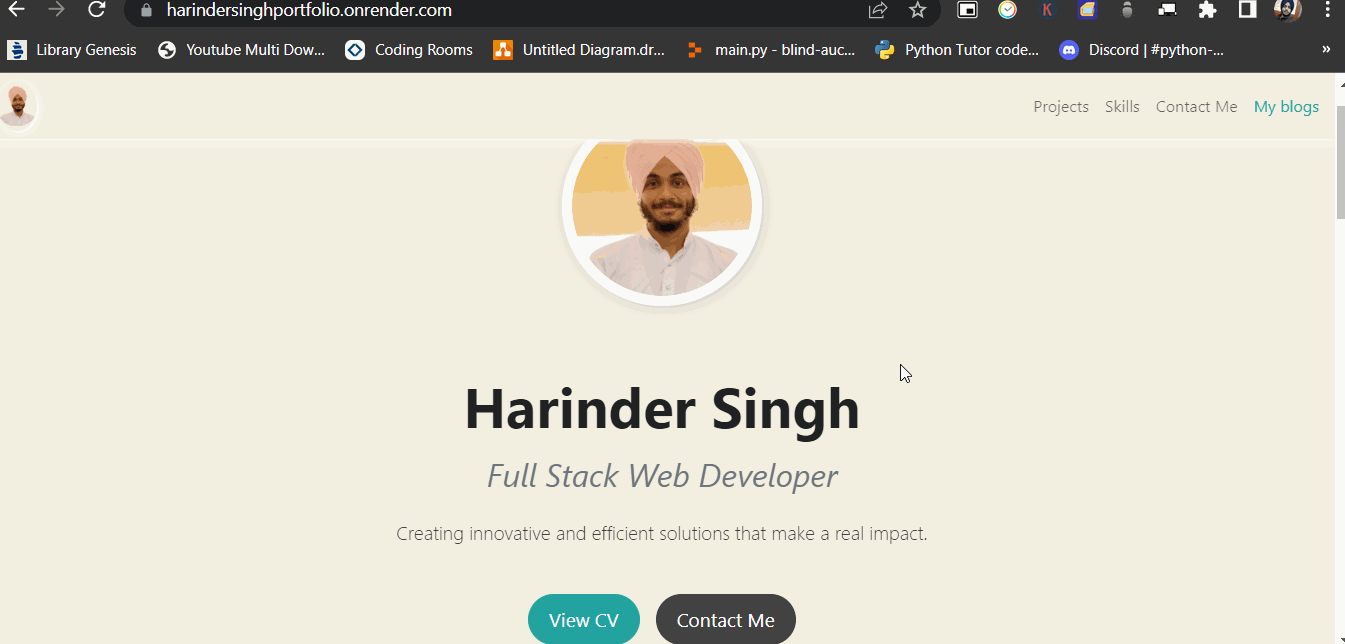 harindersinghportfolio.onrender.com
Library Genesis Youtube Multi Dow... Coding Rooms Untitled Diagram.dr... main.py - blind-auc... Python Tutor code... Discord | #python-... »
Projects Skills Contact Me My blogs
Harinder Singh
Full Stack Web Developer
Creating innovative and efficient solutions that make a real impact.
View CV Contact Me